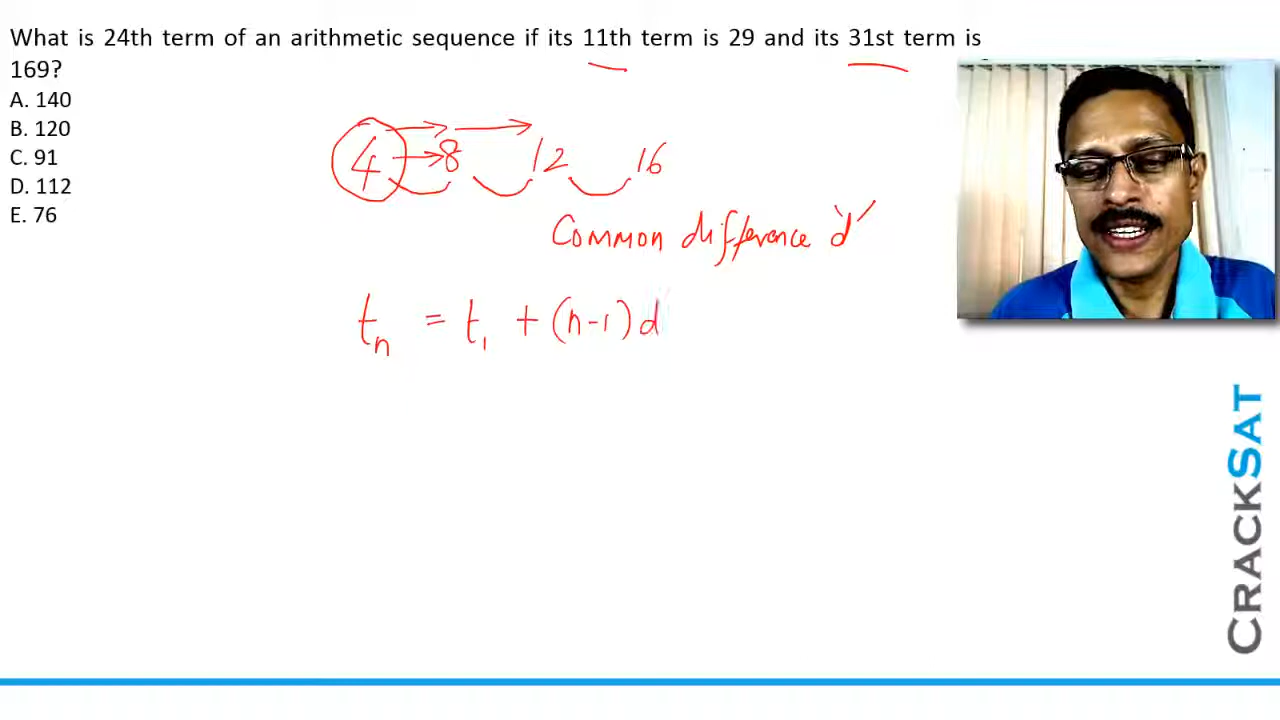 What is 24th term of an arithmetic sequence if its 11th term is 29 and its 31st term is
169?
A. 140
B. 120
C. 91
D. 112
E. 76
4 8 12 16
Common difference 'd'
tn = t1 + (n-1) d
CRACKSAT